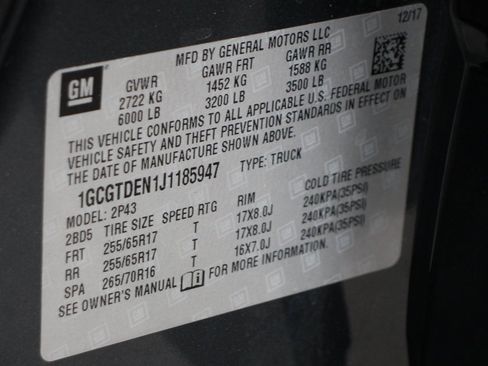 12/17
MFD BY GENERAL MOTORS LLC
GM
GVWR GAWR FRT GAWR RR
2722 KG 1452 KG 1588 KG
6000 LB 3200 LB 3500 LB
THIS VEHICLE CONFORMS TO ALL APPLICABLE U.S. FEDERAL MOTOR
VEHICLE SAFETY AND THEFT PREVENTION STANDARDS IN EFFECT ON
THE DATE OF MANUFACTURE SHOWN ABOVE.
1GCGTDEN1J1185947 TYPE: TRUCK
MODEL: 2P43
2BD5 TIRE SIZE SPEED RTG RIM COLD TIRE PRESSURE
FRT 255/65R17 T 17X8.0J 240KPA(35PSI)
RR 255/65R17 T 17X8.0J 240KPA(35PSI)
SPA 265/70R16 T 16X7.0J 240KPA(35PSI)
SEE OWNER'S MANUAL FOR MORE INFORMATION.